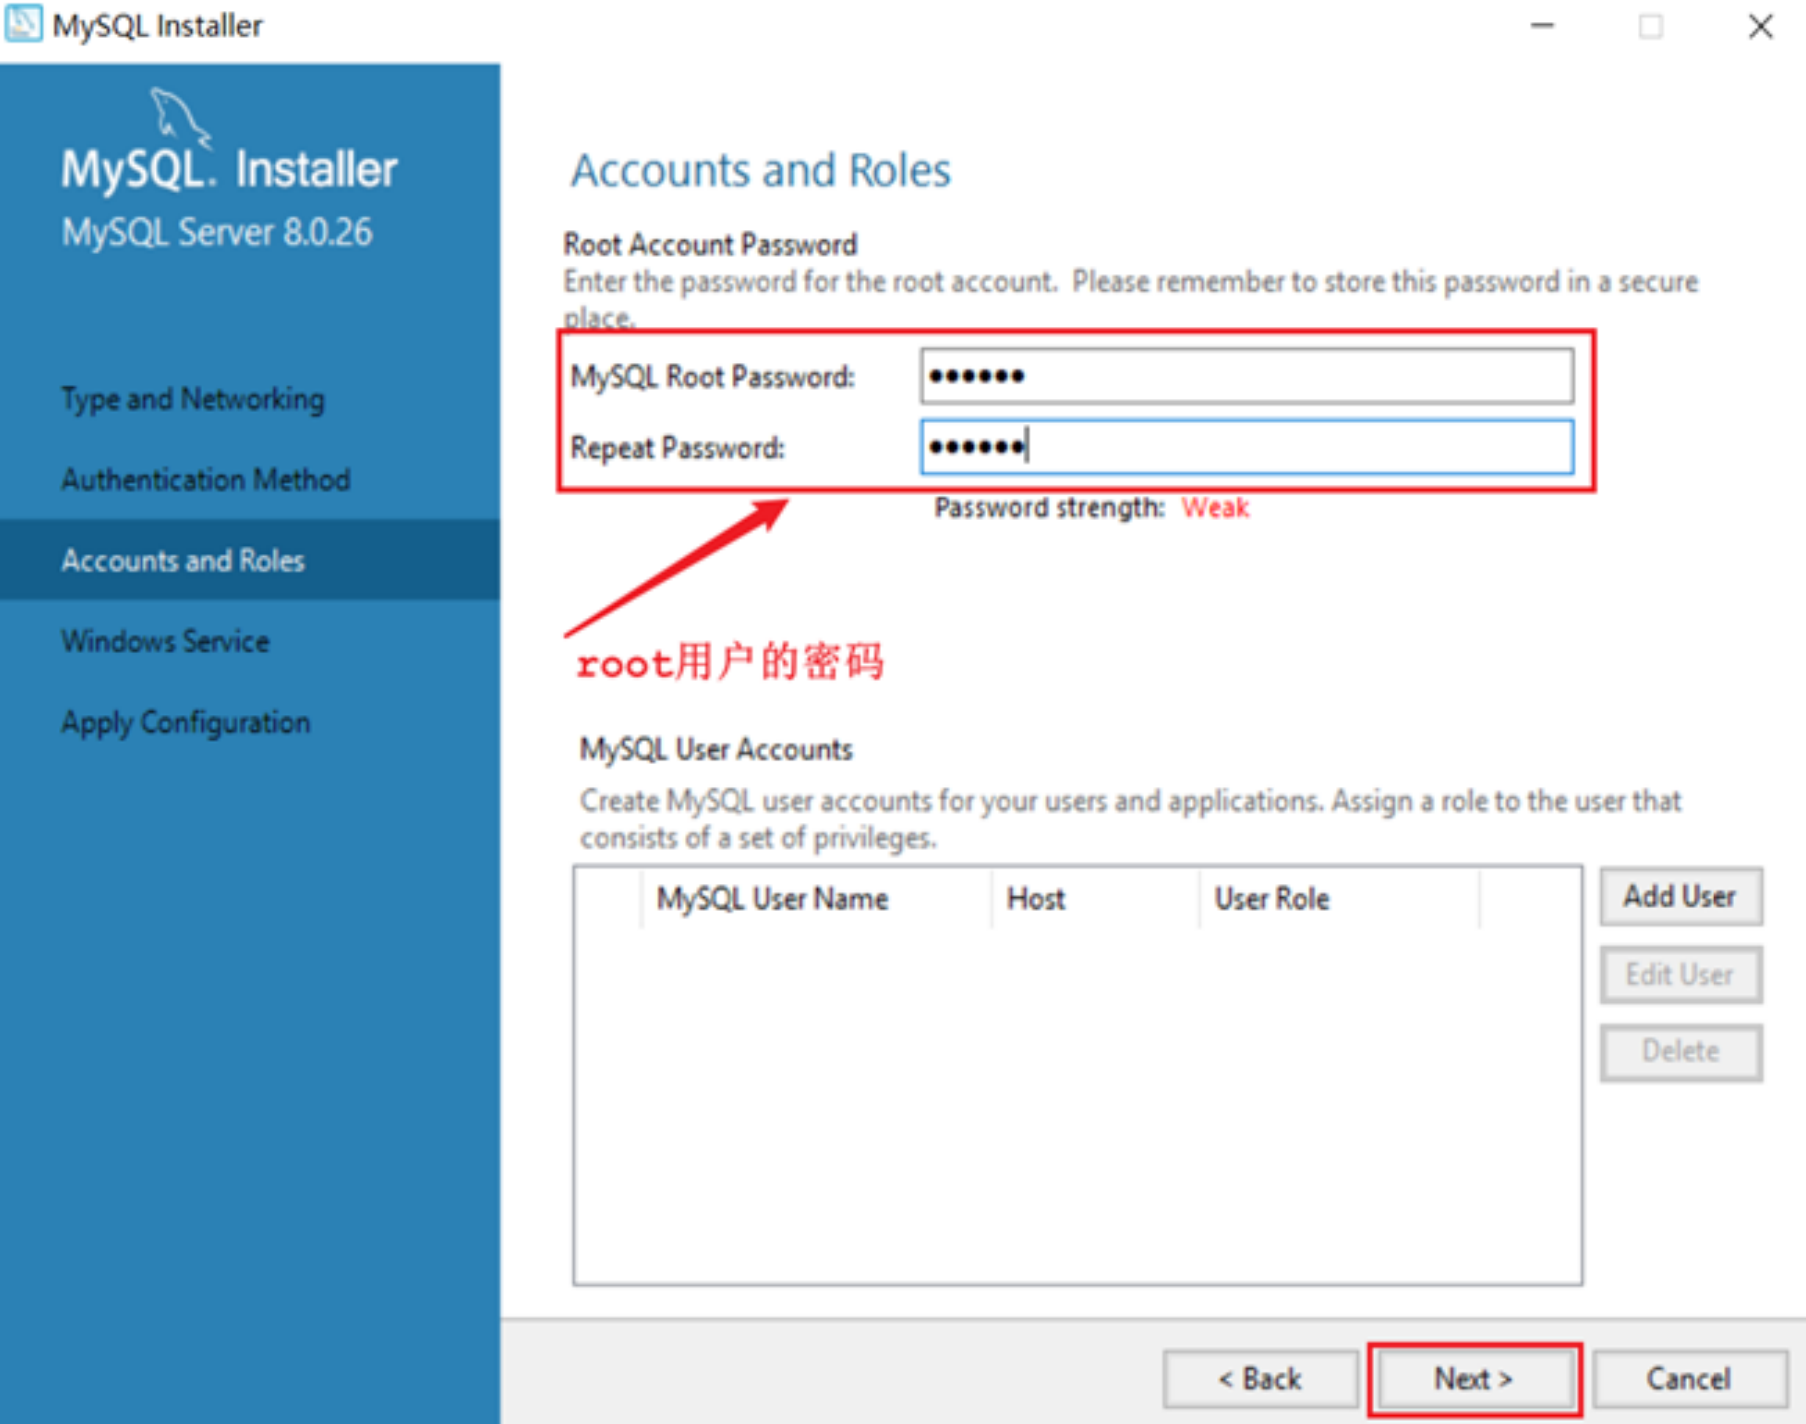 MySQL Installer
MySQL. Installer
MySQL Server 8.0.26
Type and Networking
Authentication Method
Accounts and Roles
Windows Service
Apply Configuration
Accounts and Roles
Root Account Password
Enter the password for the root account.  Please remember to store this password in a secure
place.
MySQL Root Password: ●●●●●●
Repeat Password: ●●●●●●
Password strength: Weak
root用户的密码
MySQL User Accounts
Create MySQL user accounts for your users and applications. Assign a role to the user that
consists of a set of privileges.
MySQL User Name Host User Role
Add User
Edit User
Delete
< Back Next > Cancel